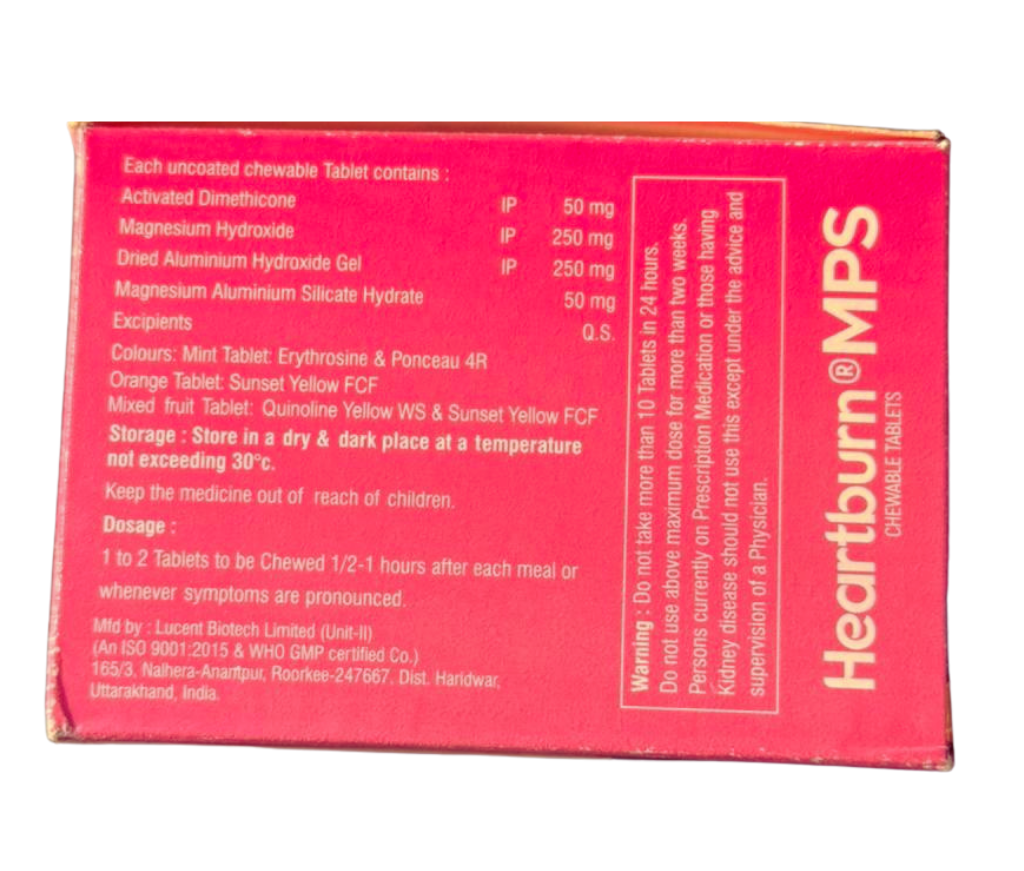 Each uncoated chewable Tablet contains :
Activated Dimethicone IP 50 mg
Magnesium Hydroxide IP 250 mg
Dried Aluminium Hydroxide Gel IP 250 mg
Magnesium Aluminium Silicate Hydrate 50 mg
Excipients Q.S.
Colours: Mint Tablet: Erythrosine & Ponceau 4R
Orange Tablet: Sunset Yellow FCF
Mixed fruit Tablet: Quinoline Yellow WS & Sunset Yellow FCF
Storage : Store in a dry & dark place at a temperature
not exceeding 30°c.
Keep the medicine out of reach of children.
Dosage :
1 to 2 Tablets to be Chewed 1/2-1 hours after each meal or
whenever symptoms are pronounced.
Mfd by : Lucent Biotech Limited (Unit-II)
(An ISO 9001:2015 & WHO GMP certified Co.)
165/3, Nalhera-Anantpur, Roorkee-247667, Dist. Haridwar,
Uttarakhand, India.
Warning : Do not take more than 10 Tablets in 24 hours.
Do not use above maximum dose for more than two weeks.
Persons currently on Prescription Medication or those having
Kidney disease should not use this except under the advice and
supervision of a Physician.
Heartburn®MPS
CHEWABLE TABLETS